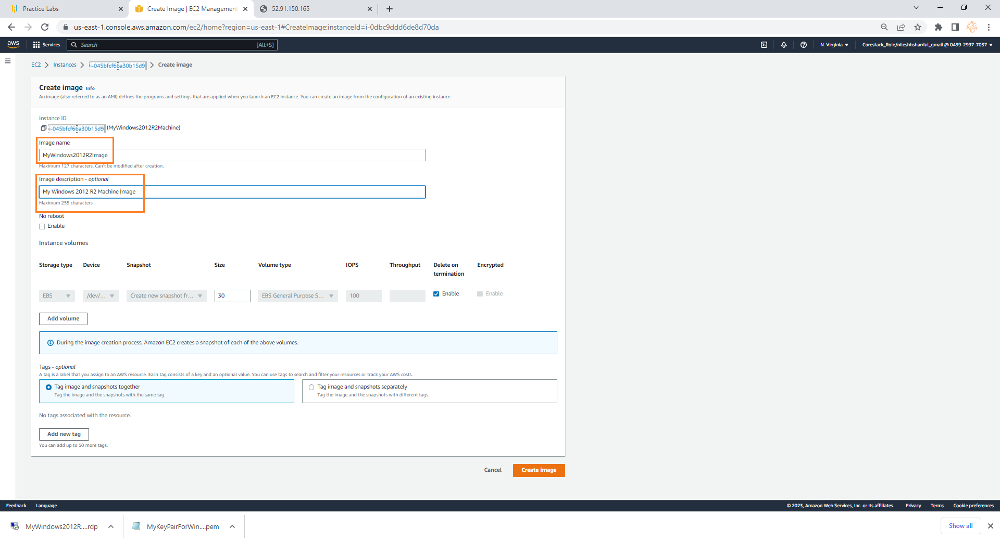 Practice Labs
Create Image | EC2 Management
52.91.150.165
us-east-1.console.aws.amazon.com/ec2/home?region=us-east-1#CreateImage:instanceId=i-0dbc9ddd6de8d70da
aws
Services
Search
[Alt+S]
N. Virginia
Corestack_Role/nileshbshardul_gmail @ 0439-2997-7037
EC2
Instances
i-045bfcf66a30b15d9
Create image
Create image Info
An image (also referred to as an AMI) defines the programs and settings that are applied when you launch an EC2 instance. You can create an image from the configuration of an existing instance.
Instance ID
i-045bfcf66a30b15d9 (MyWindows2012R2Machine)
Image name
MyWindows2012R2Image
Maximum 127 characters. Can't be modified after creation.
Image description - optional
My Windows 2012 R2 Machine Image
Maximum 255 characters
No reboot
Enable
Instance volumes
Storage type Device Snapshot Size Volume type IOPS Throughput Delete on termination Encrypted
EBS /dev/... Create new snapshot fr... 30 EBS General Purpose S... 100 Enable Enable
Add volume
During the image creation process, Amazon EC2 creates a snapshot of each of the above volumes.
Tags - optional
A tag is a label that you assign to an AWS resource. Each tag consists of a key and an optional value. You can use tags to search and filter your resources or track your AWS costs.
Tag image and snapshots together
Tag the image and the snapshots with the same tag.
Tag image and snapshots separately
Tag the image and the snapshots with different tags.
No tags associated with the resource.
Add new tag
You can add up to 50 more tags.
Cancel
Create image
Feedback
Language
© 2023, Amazon Web Services, Inc. or its affiliates.
Privacy
Terms
Cookie preferences
MyWindows2012R....rdp
MyKeyPairForWin....pem
Show all